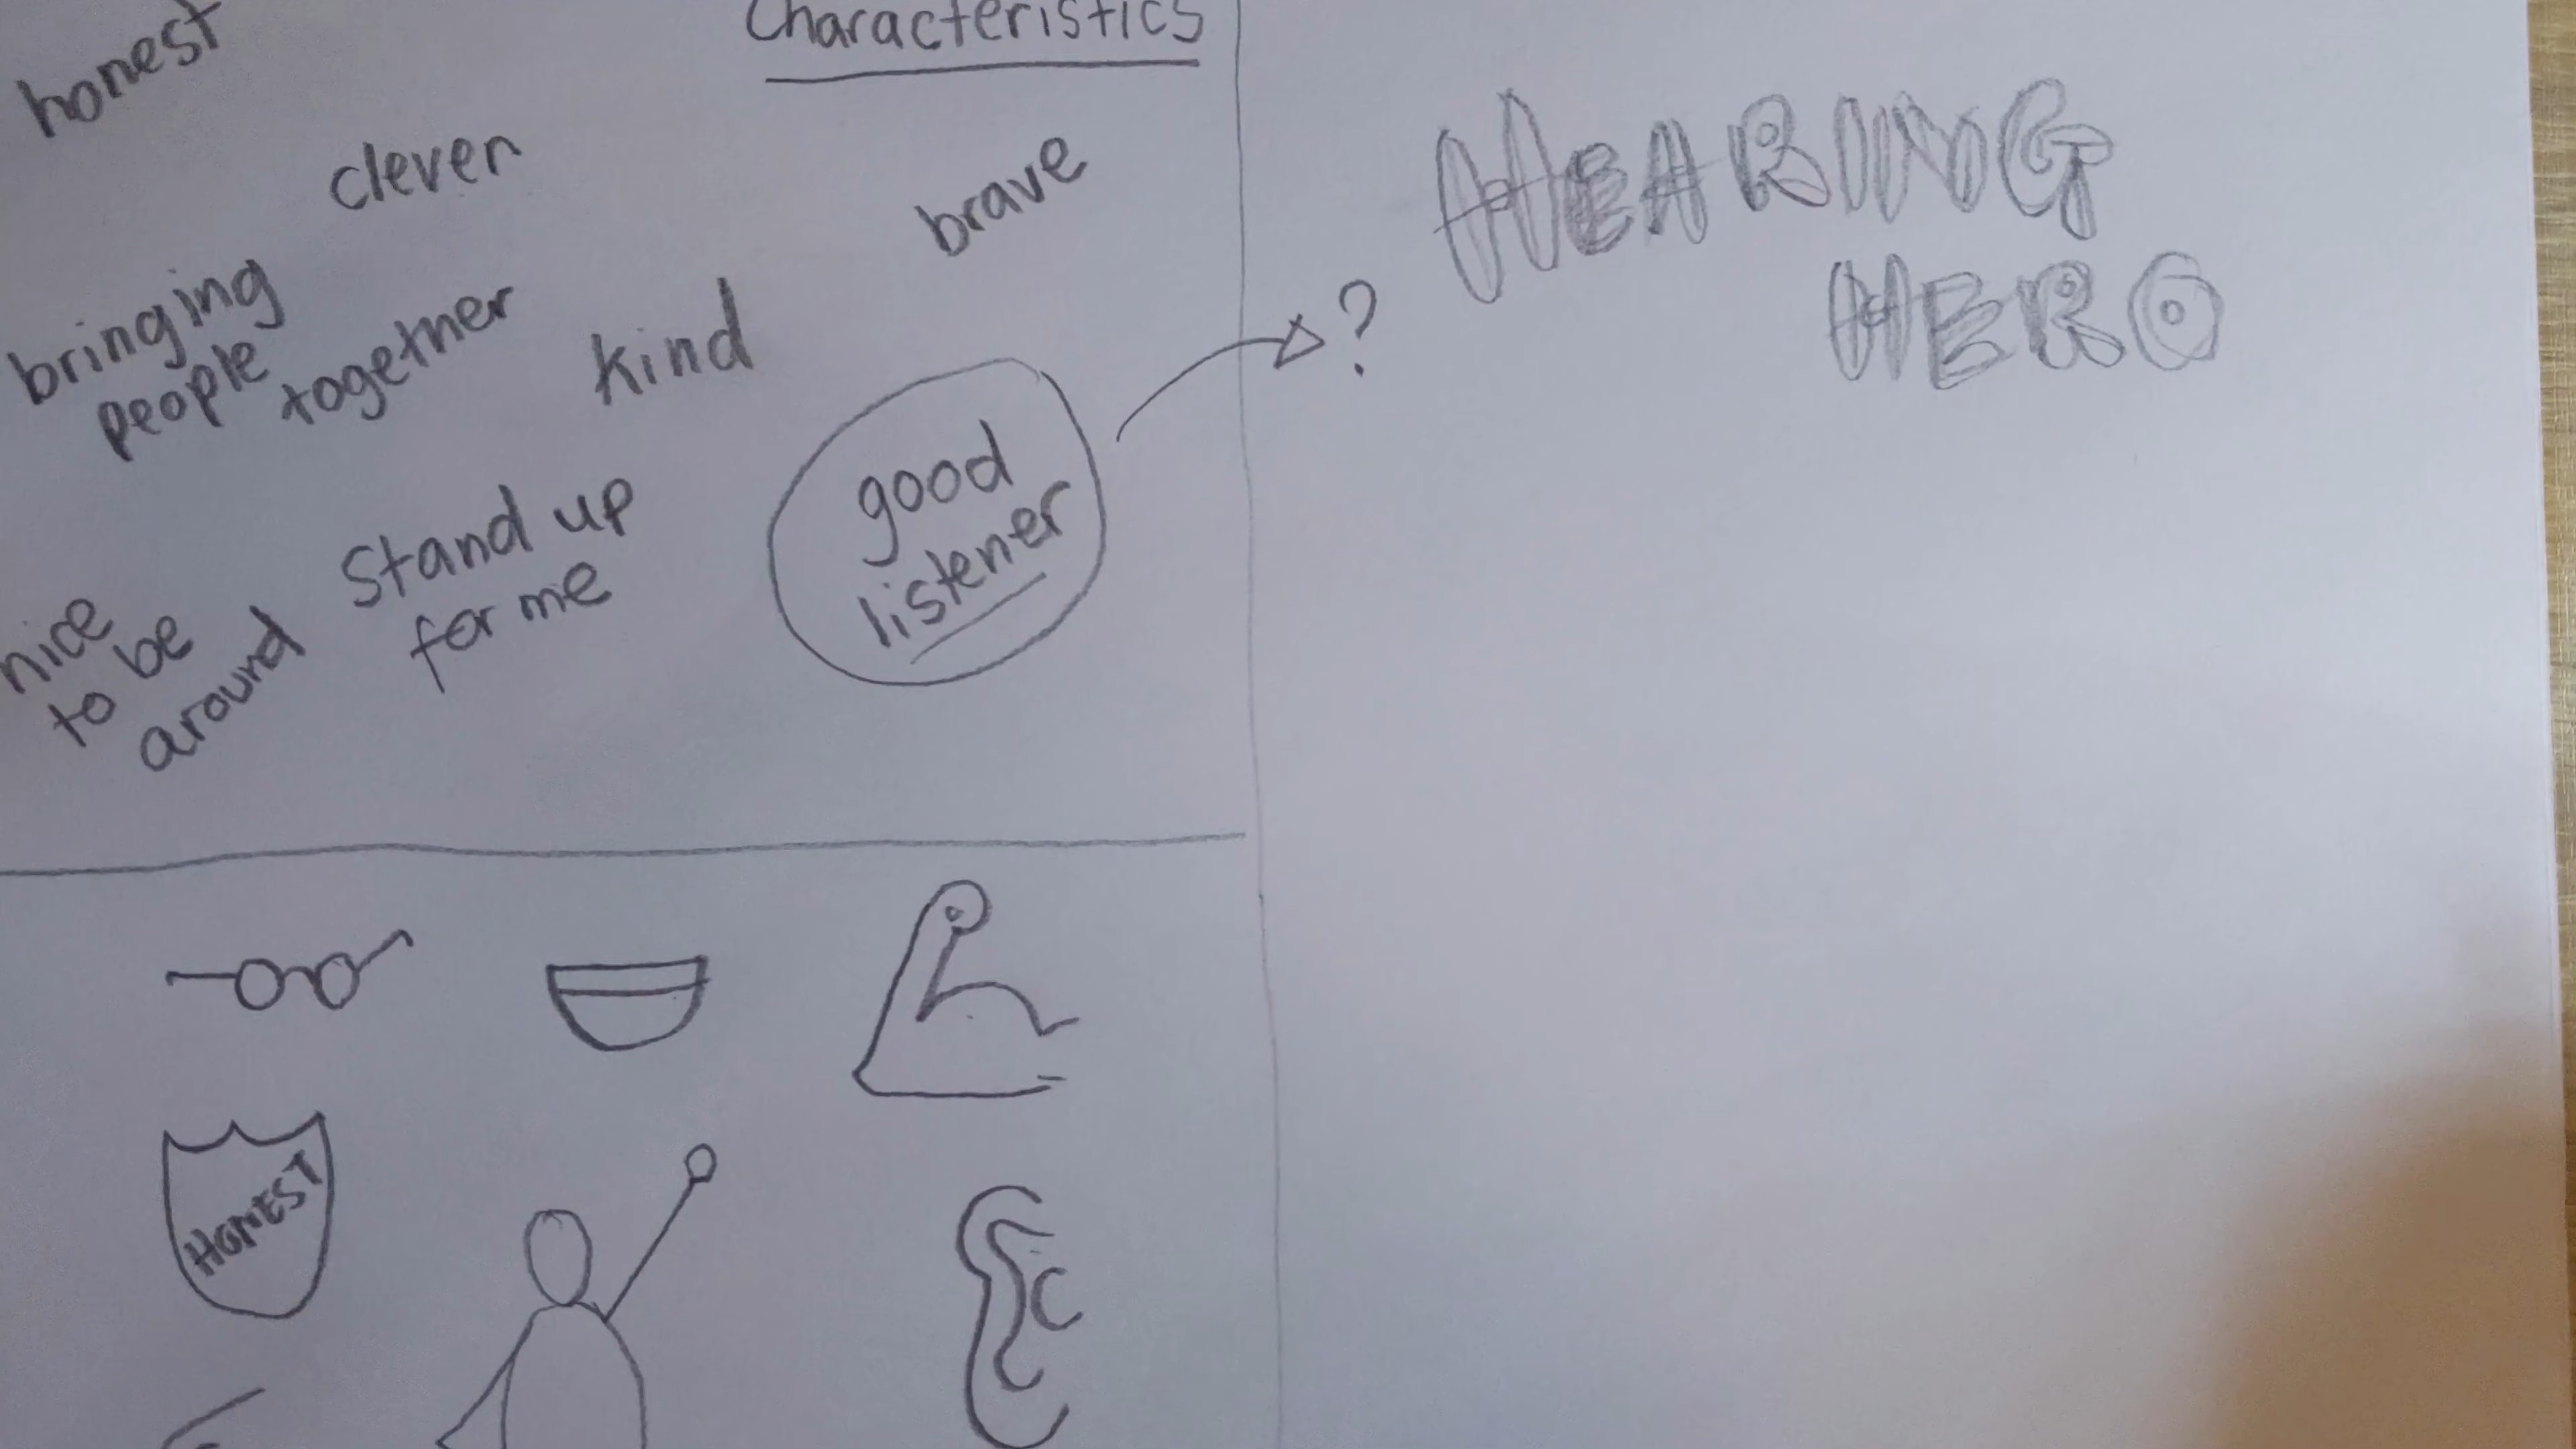 Characteristics
honest
clever
brave
bringing
people together
kind
good
listener
nice
to be
around
Stand up
for me
?
HEARING
HERO
HONEST